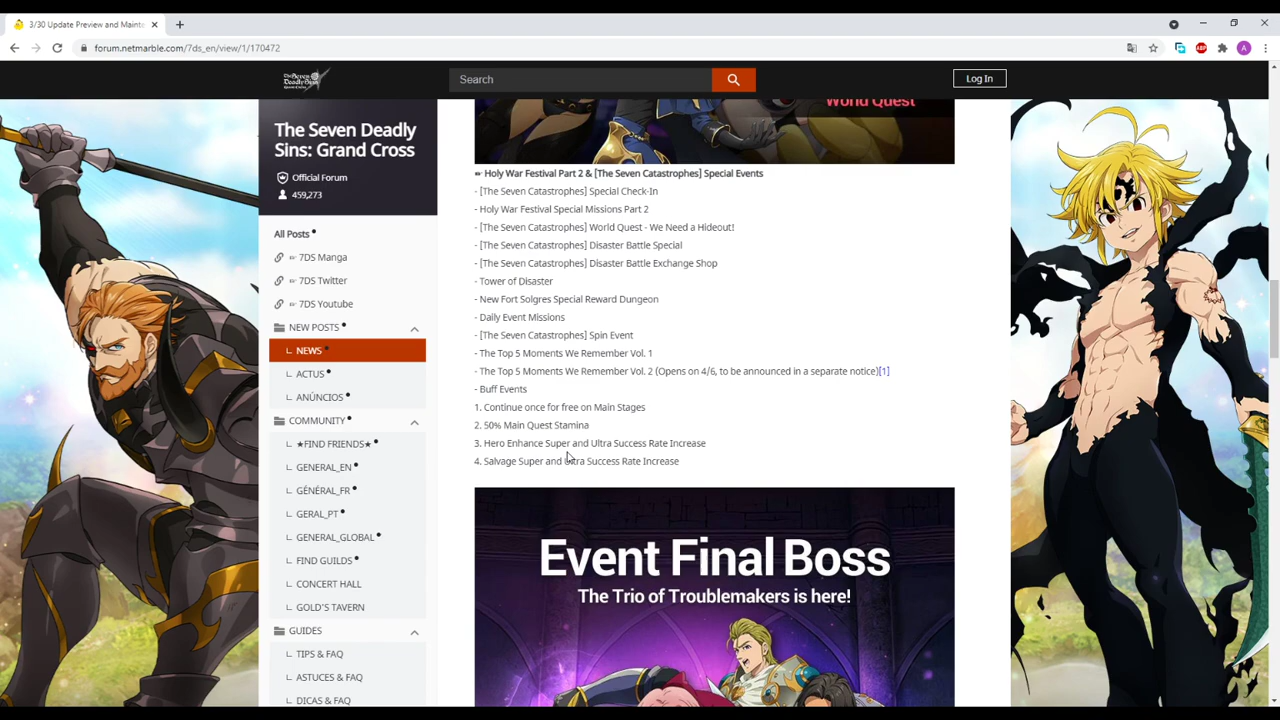 3/30 Update Preview and Mainte
forum.netmarble.com/7ds_en/view/1/170472
ABP
A
The Seven Deadly Sins
Grand Cross
Search
Log In
World Quest
The Seven Deadly
Sins: Grand Cross
Official Forum
459,273
All Posts
✏ 7DS Manga
✏ 7DS Twitter
✏ 7DS Youtube
NEW POSTS
NEWS
ACTUS
ANÚNCIOS
COMMUNITY
★FIND FRIENDS★
GENERAL_EN
GÉNÉRAL_FR
GERAL_PT
GENERAL_GLOBAL
FIND GUILDS
CONCERT HALL
GOLD'S TAVERN
GUIDES
TIPS & FAQ
ASTUCES & FAQ
DICAS & FAQ
✏ Holy War Festival Part 2 & [The Seven Catastrophes] Special Events
- [The Seven Catastrophes] Special Check-In
- Holy War Festival Special Missions Part 2
- [The Seven Catastrophes] World Quest - We Need a Hideout!
- [The Seven Catastrophes] Disaster Battle Special
- [The Seven Catastrophes] Disaster Battle Exchange Shop
- Tower of Disaster
- New Fort Solgres Special Reward Dungeon
- Daily Event Missions
- [The Seven Catastrophes] Spin Event
- The Top 5 Moments We Remember Vol. 1
- The Top 5 Moments We Remember Vol. 2 (Opens on 4/6, to be announced in a separate notice)[1]
- Buff Events
1. Continue once for free on Main Stages
2. 50% Main Quest Stamina
3. Hero Enhance Super and Ultra Success Rate Increase
4. Salvage Super and Ultra Success Rate Increase
Event Final Boss
The Trio of Troublemakers is here!